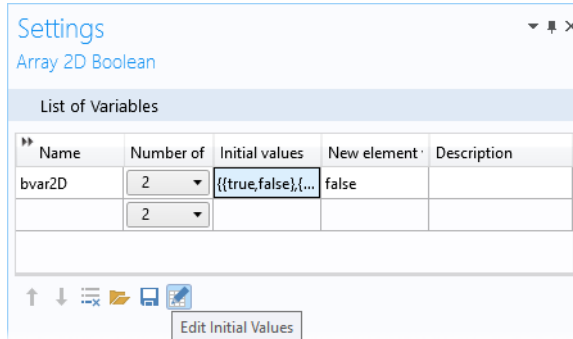 Settings
Array 2D Boolean
List of Variables
Name Number of Initial values New element Description
bvar2D 2 {{true,false},{... false
2
Edit Initial Values